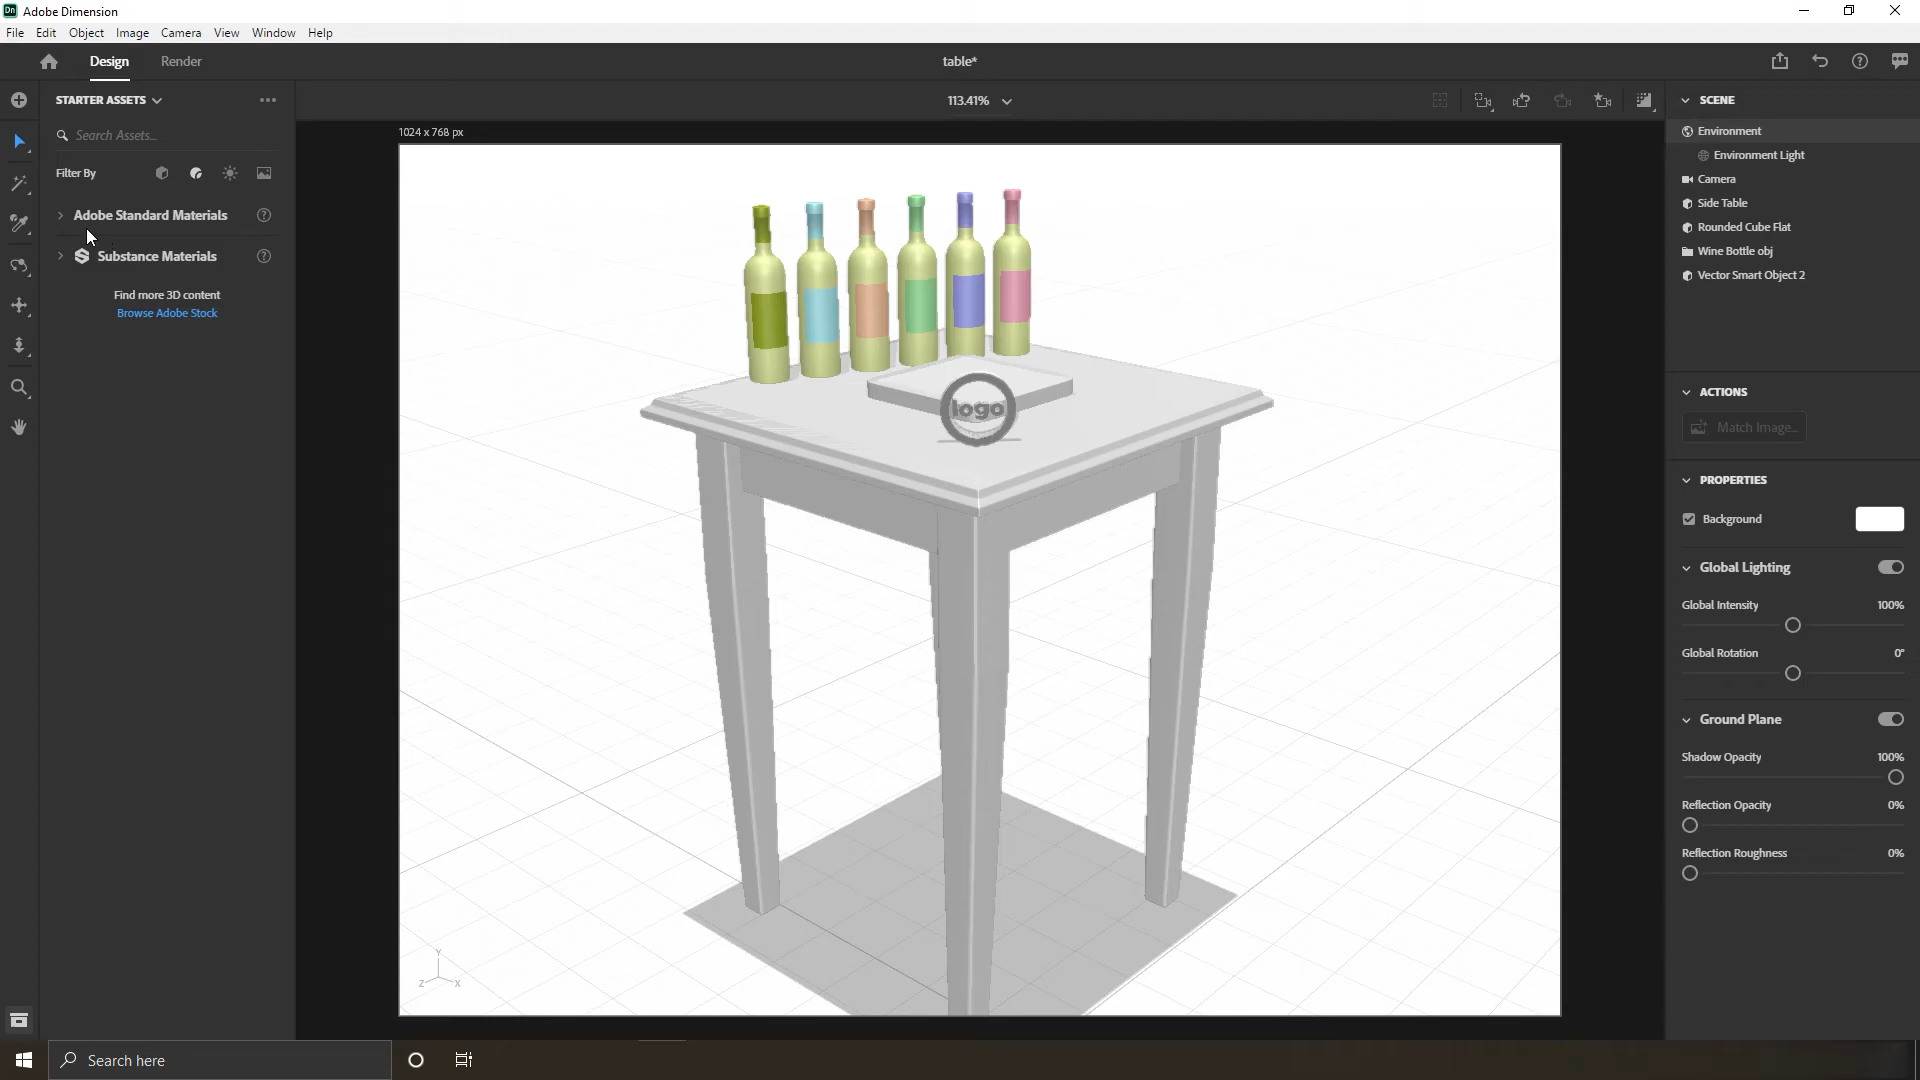 Dn Adobe Dimension
File Edit Object Image Camera View Window Help
Design Render table*
STARTER ASSETS
113.41%
SCENE
Search Assets...
1024 x 768 px
Environment
Environment Light
Filter By
Camera
Side Table
Adobe Standard Materials
Rounded Cube Flat
Wine Bottle obj
Substance Materials
Vector Smart Object 2
Find more 3D content
Browse Adobe Stock
ACTIONS
logo
Match Image...
PROPERTIES
Background
Global Lighting
Global Intensity 100%
Global Rotation 0°
Ground Plane
Shadow Opacity 100%
Reflection Opacity 0%
Reflection Roughness 0%
Y
Z X
Search here